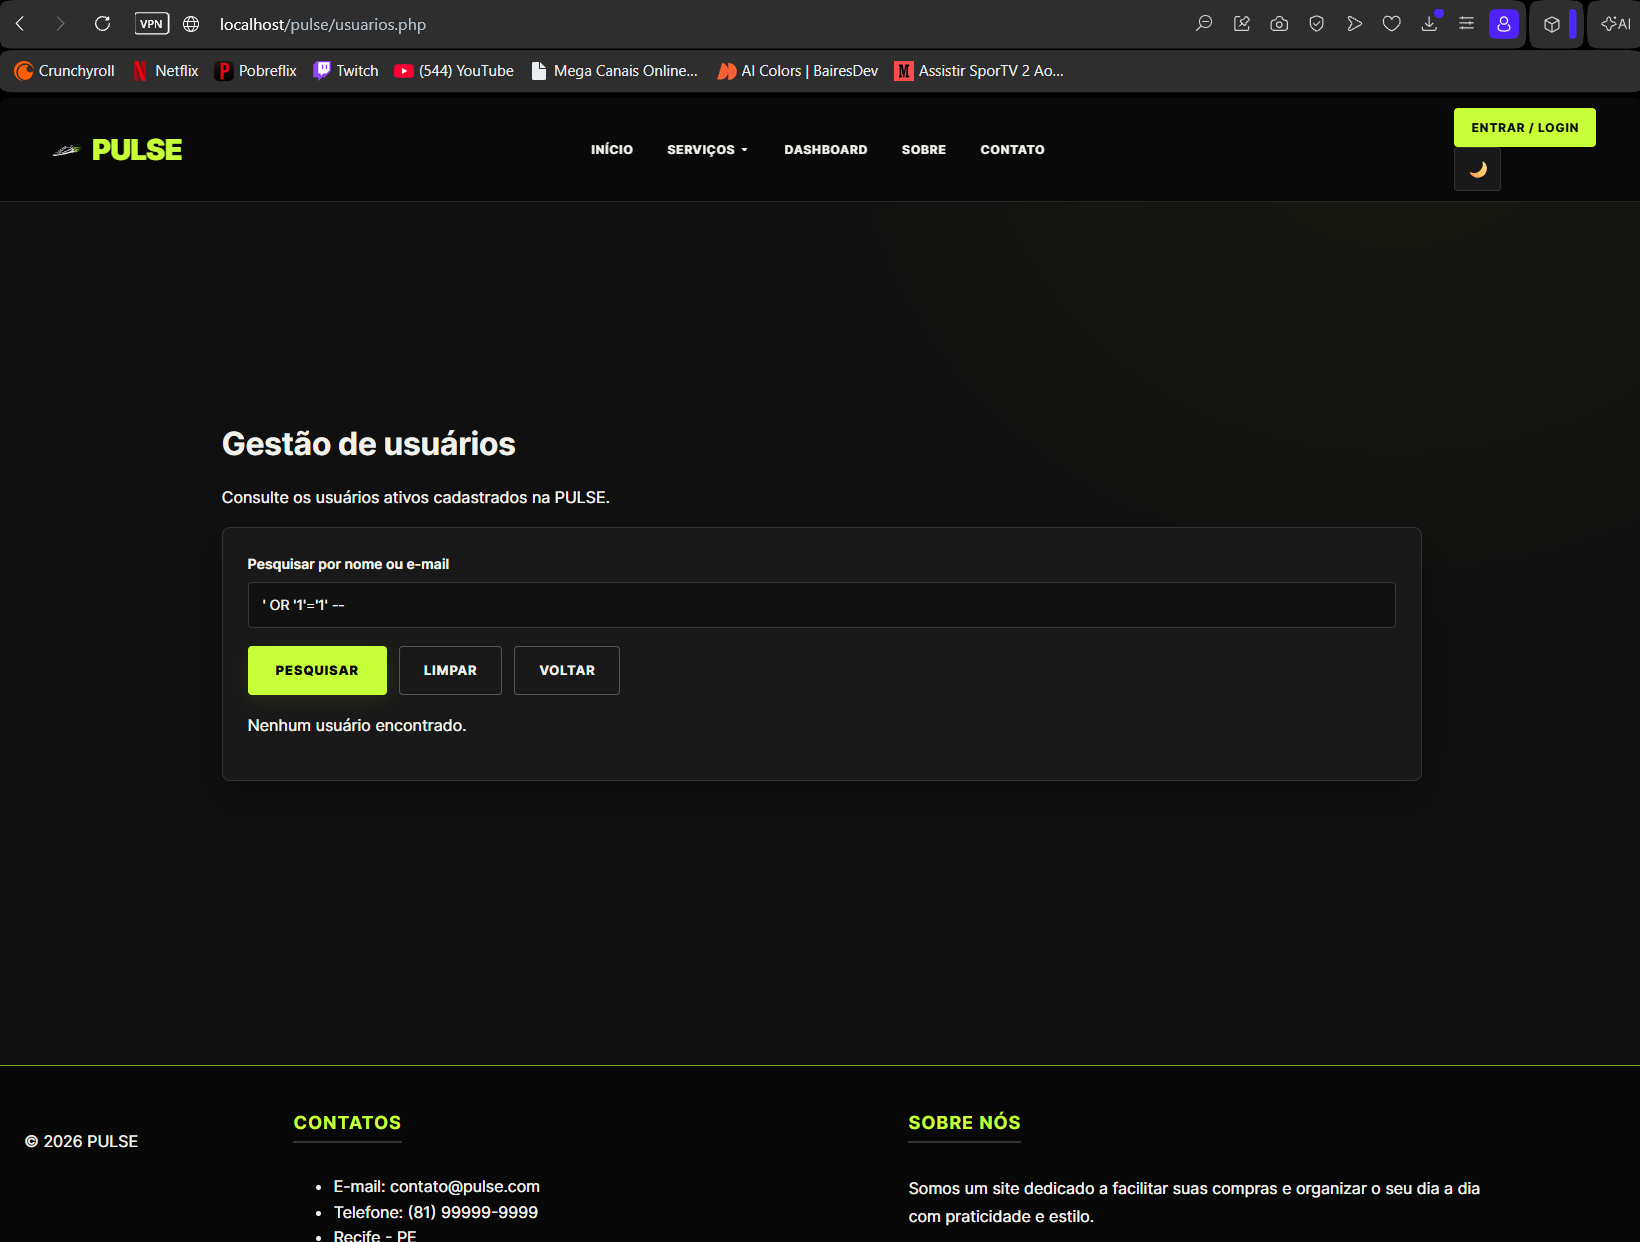 VPN
localhost/pulse/usuarios.php
AI
Crunchyroll
Netflix
Pobreflix
Twitch
(544) YouTube
Mega Canais Online...
AI Colors | BairesDev
Assistir SporTV 2 Ao...
PULSE
INÍCIO
SERVIÇOS
DASHBOARD
SOBRE
CONTATO
ENTRAR / LOGIN
Gestão de usuários
Consulte os usuários ativos cadastrados na PULSE.
Pesquisar por nome ou e-mail
' OR '1'='1' --
PESQUISAR
LIMPAR
VOLTAR
Nenhum usuário encontrado.
© 2026 PULSE
CONTATOS
E-mail: contato@pulse.com
Telefone: (81) 99999-9999
Recife - PE
SOBRE NÓS
Somos um site dedicado a facilitar suas compras e organizar o seu dia a dia
com praticidade e estilo.